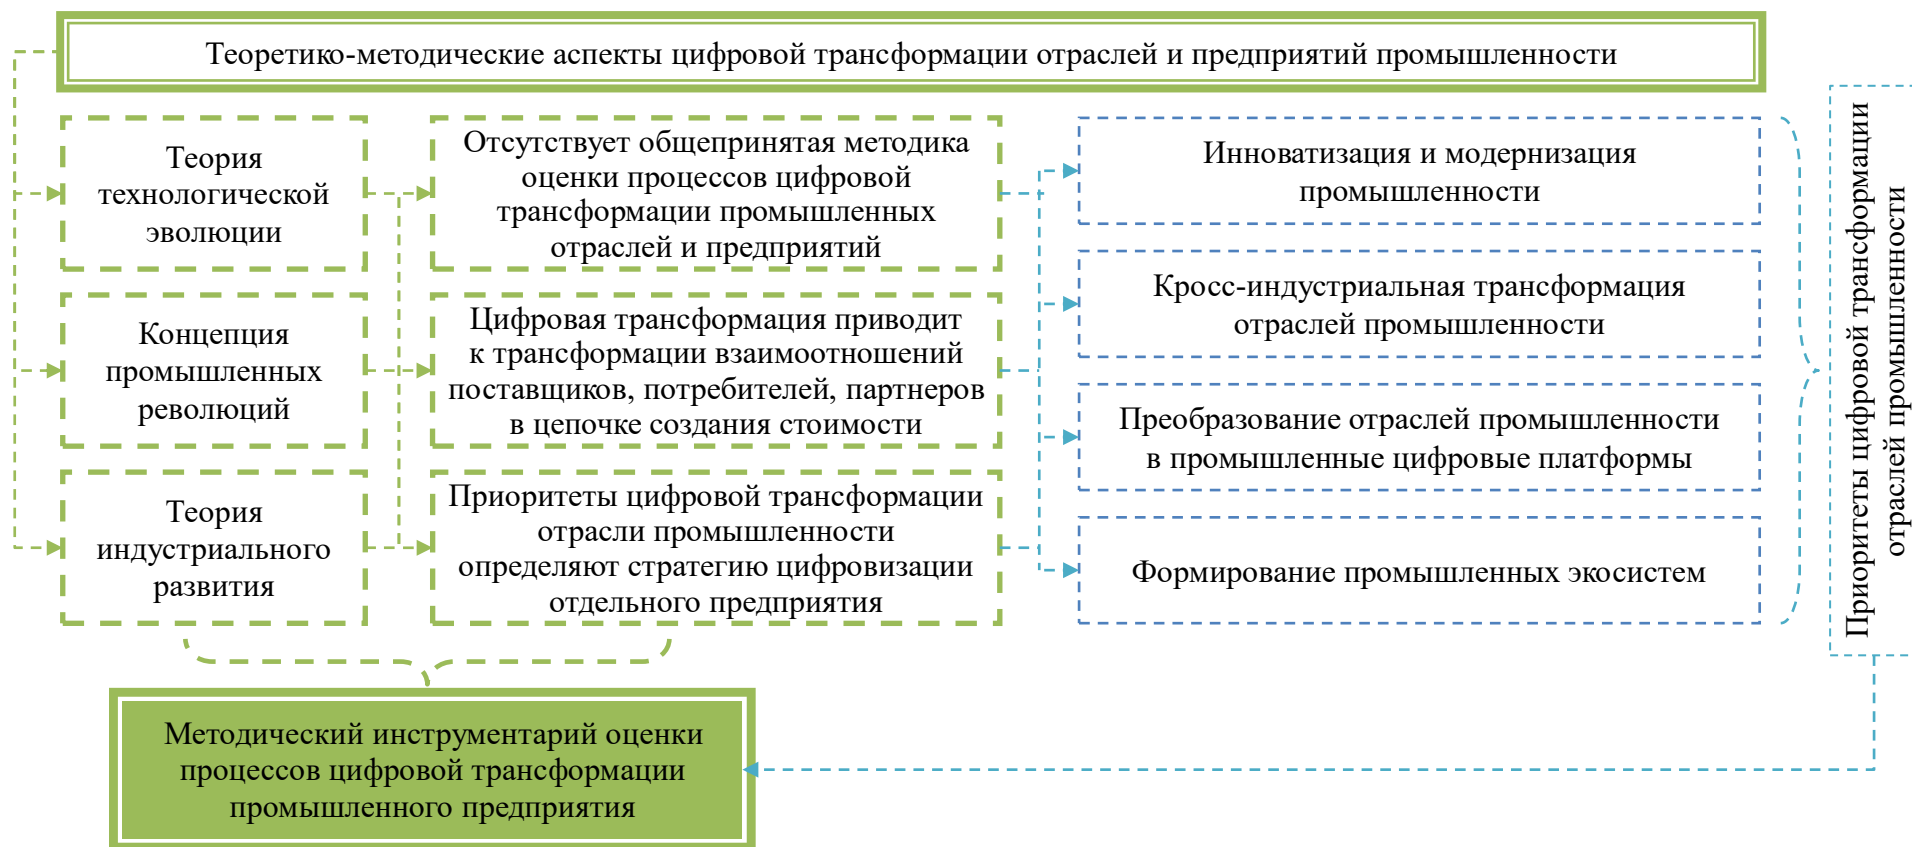 Теоретико-методические аспекты цифровой трансформации отраслей и предприятий промышленности
Теория
технологической
эволюции
Концепция
промышленных
революций
Теория
индустриального
развития
Отсутствует общепринятая методика
оценки процессов цифровой
трансформации промышленных
отраслей и предприятий
Цифровая трансформация приводит
к трансформации взаимоотношений
поставщиков, потребителей, партнеров
в цепочке создания стоимости
Приоритеты цифровой трансформации
отрасли промышленности
определяют стратегию цифровизации
отдельного предприятия
Инноватизация и модернизация
промышленности
Кросс-индустриальная трансформация
отраслей промышленности
Преобразование отраслей промышленности
в промышленные цифровые платформы
Формирование промышленных экосистем
Приоритеты цифровой трансформации
отраслей промышленности
Методический инструментарий оценки
процессов цифровой трансформации
промышленного предприятия